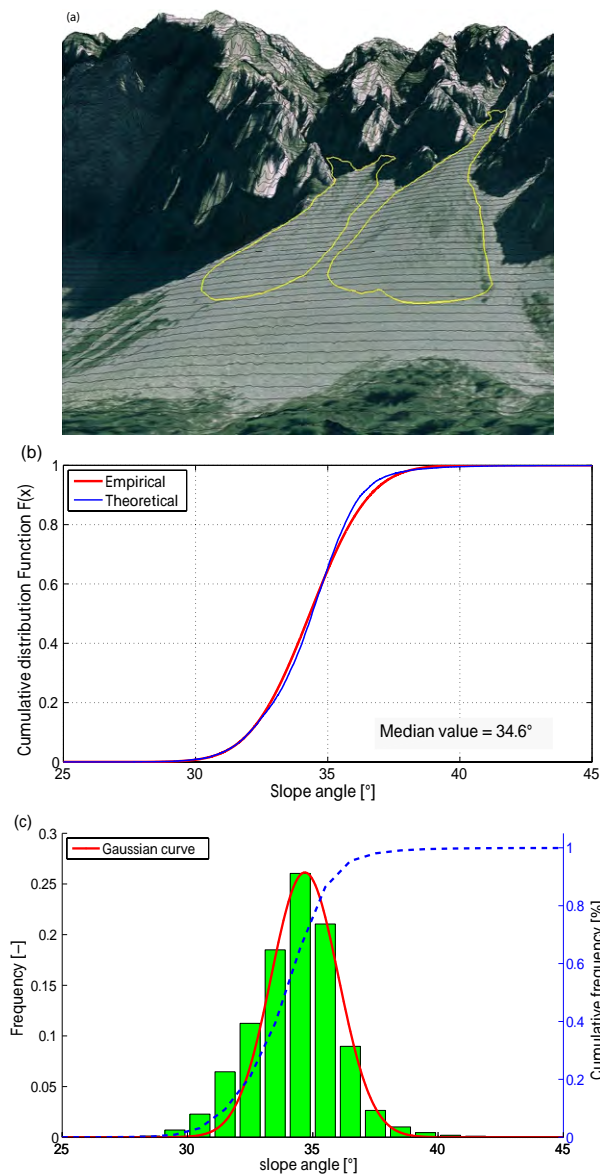 (a)
(b)
Empirical
Theoretical
Cumulative distribution Function F(x)
1
0.8
0.6
0.4
0.2
0
25 30 35 40 45
Median value = 34.6°
Slope angle [°]
(c)
Gaussian curve
Frequency [–]
0.3
0.25
0.2
0.15
0.1
0.05
0
25 30 35 40 45
slope angle [°]
1
0.8
0.6
0.4
0.2
0
Cumulative frequency [%]